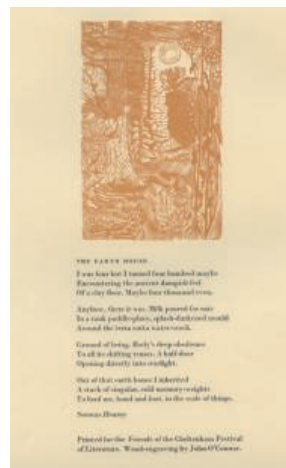 THE EARTH HOUSE
I was four but I turned four hundred maybe
Encountering the ancient dampish feel
Of a clay floor. Maybe four thousand even.
Anyhow, there it was. Milk poured for cats
In a rank puddle-place, splash-darkened mould
Around the terra cotta water-crock.
Ground of being. Body's deep obedience
To all its shifting tenses. A half-door
Opening directly into starlight.
Out of that earth house I inherited
A stack of singular, cold memory-weights
To load me, hand and foot, in the scale of things.
Seamus Heaney
Printed for the Friends of the Cheltenham Festival
of Literature. Wood-engraving by John O'Connor.